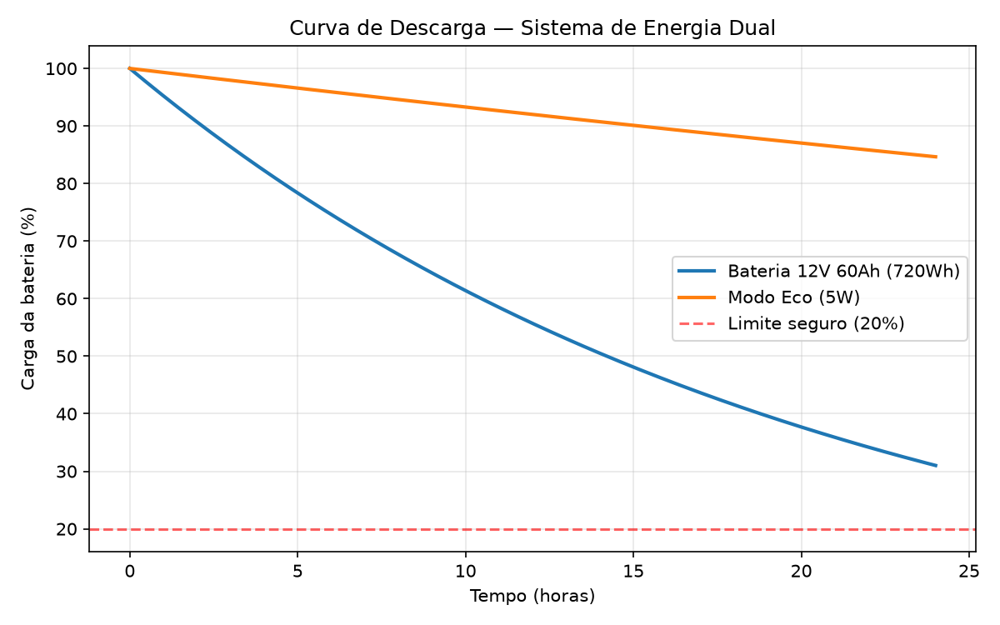 Curva de Descarga — Sistema de Energia Dual
Carga da bateria (%)
100
90
80
70
60
50
40
30
20
Bateria 12V 60Ah (720Wh)
Modo Eco (5W)
Limite seguro (20%)
0 5 10 15 20 25
Tempo (horas)